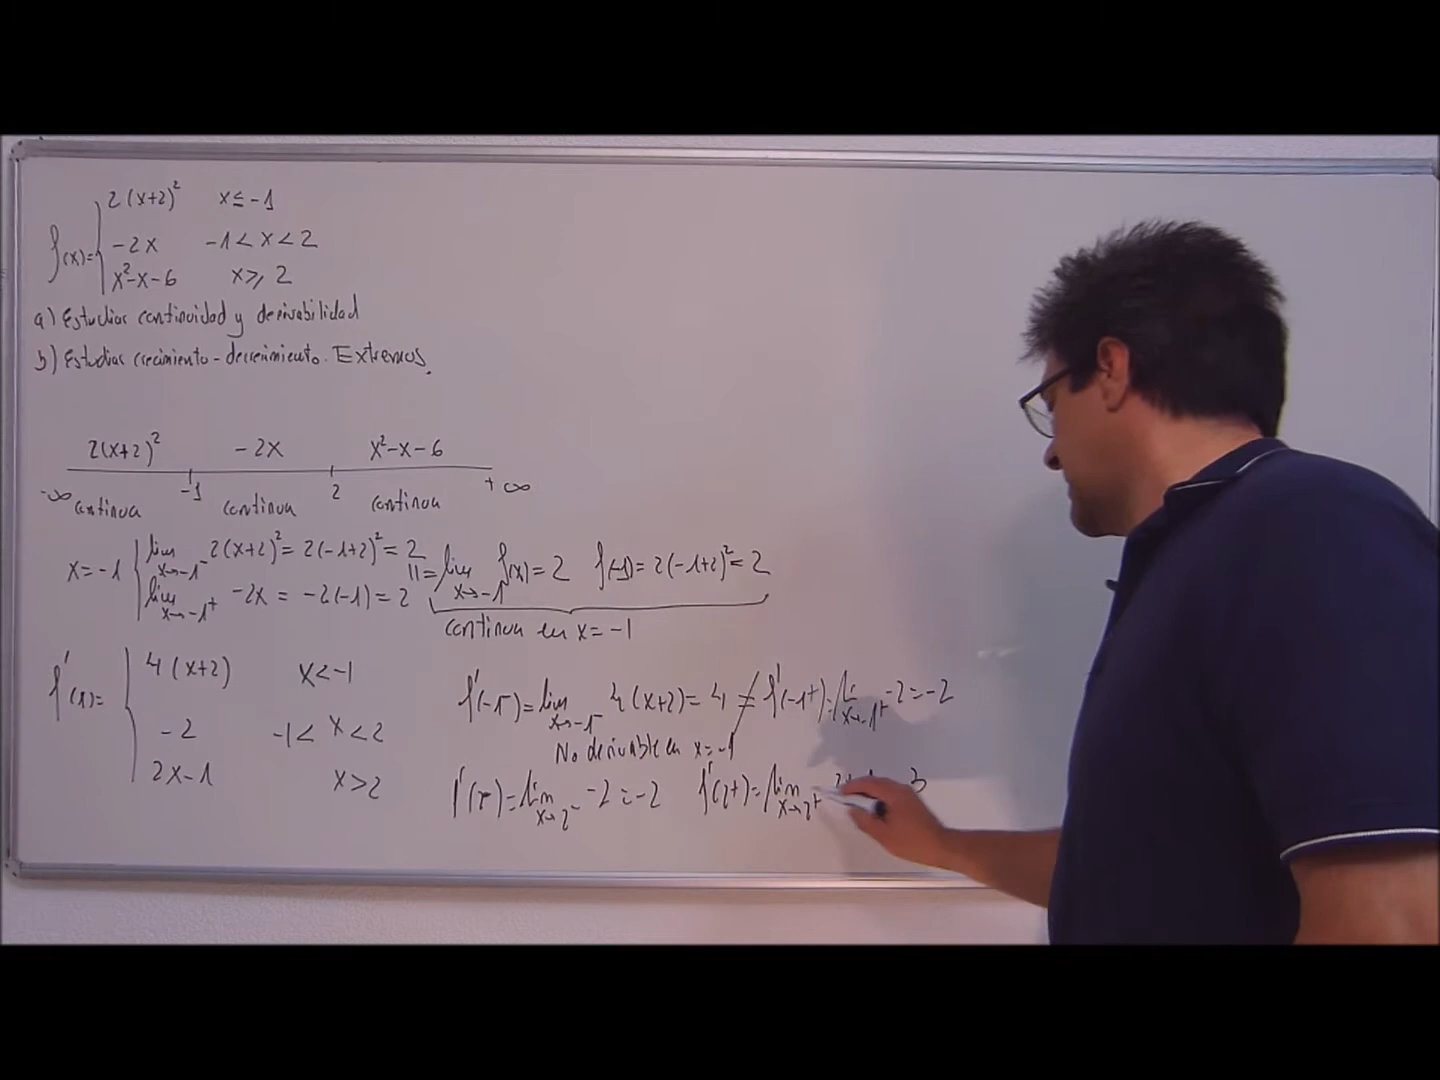 f(x)= { 2(x+2)² x ≤ -1
-2x -1 < x < 2
x²-x-6 x ≥ 2
a) Estudiar continuidad y derivabilidad
b) Estudiar crecimiento - decrecimiento. Extremos.
2(x+2)² -2x x²-x-6
-∞ -1 2 +∞
continua continua continua
x=-1 { lim x→-1⁻ 2(x+2)² = 2(-1+2)² = 2
lim x→-1⁺ -2x = -2(-1) = 2
11= lim x→-1 f(x) = 2 f(-1) = 2(-1+2)² = 2
continua en x = -1
f'(x)= { 4(x+2) x<-1
-2 -1< x <2
2x-1 x>2
f'(-1⁻) = lim x→-1⁻ 4(x+2) = 4 ≠ f'(-1⁺) = li x→-1⁺ -2 = -2
No derivable en x=-1
f'(2⁻) = lim x→2⁻ -2 = -2 f'(2⁺) = lim x→2⁺ 3